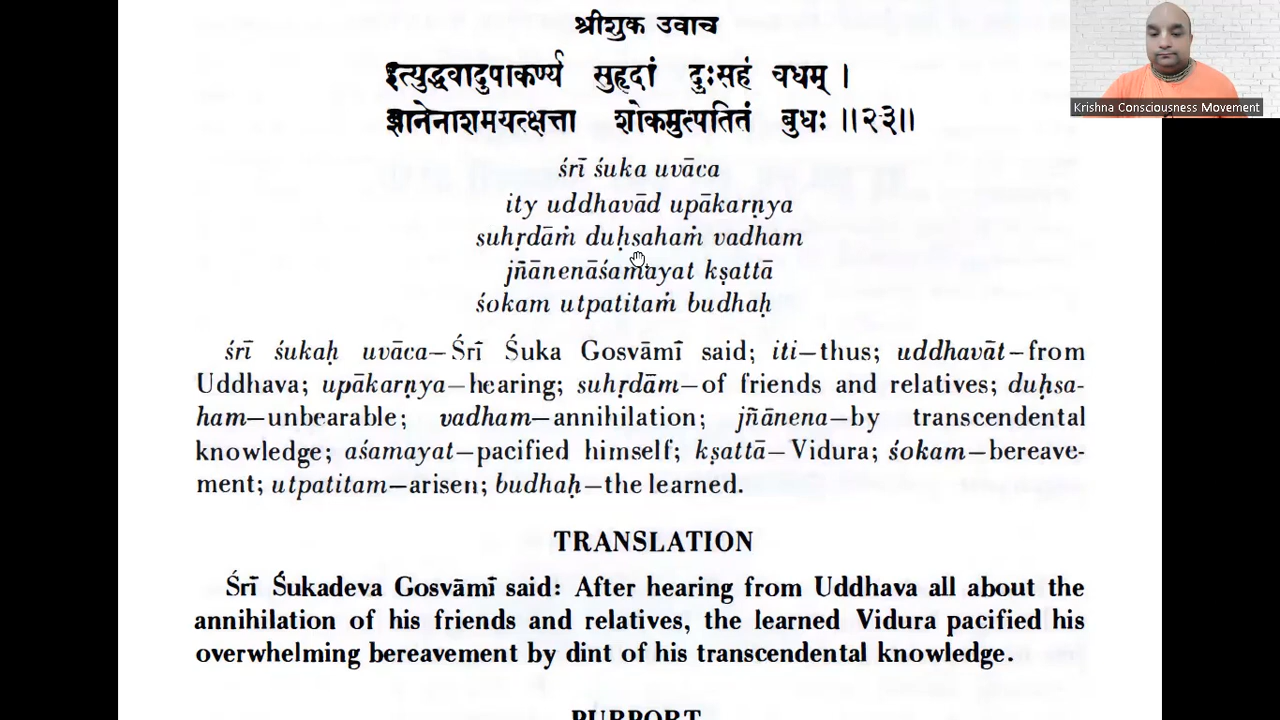 श्रीशुक उवाच
इत्युद्धवादुपाकर्ण्य सुहृदां दुःसहं वधम् ।
ज्ञानेनाशमयत्क्षत्ता शोकमुत्पतितं बुधः ॥२३॥
śrī śuka uvāca
ity uddhavād upākarṇya
suhṛdāṁ duḥsahaṁ vadham
jñānenāśamayat kṣattā
śokam utpatitaṁ budhaḥ
śrī śukaḥ uvāca—Śrī Śuka Gosvāmī said; iti—thus; uddhavāt—from
Uddhava; upākarṇya—hearing; suhṛdām—of friends and relatives; duḥsa-
ham—unbearable; vadham—annihilation; jñānena—by transcendental
knowledge; aśamayat—pacified himself; kṣattā—Vidura; śokam—bereave-
ment; utpatitam—arisen; budhaḥ—the learned.
TRANSLATION
Śrī Śukadeva Gosvāmī said: After hearing from Uddhava all about the
annihilation of his friends and relatives, the learned Vidura pacified his
overwhelming bereavement by dint of his transcendental knowledge.
PURPORT
Krishna Consciousness Movement